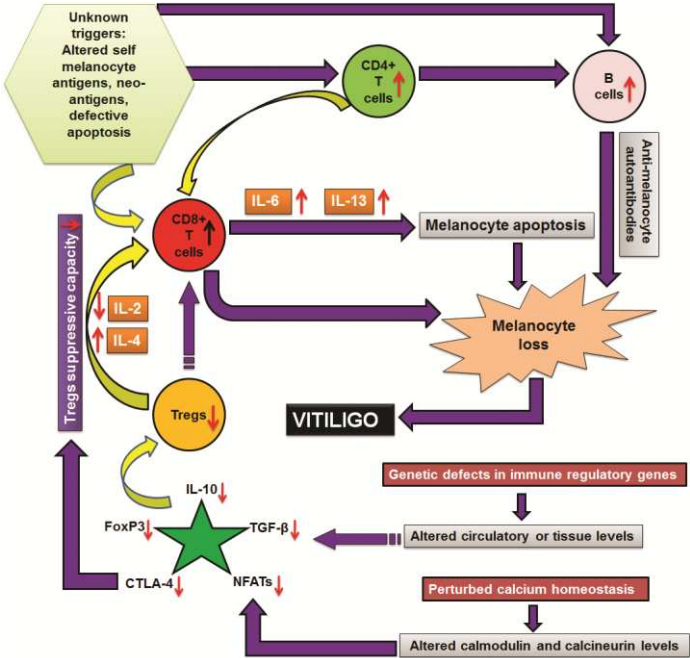 Unknown
triggers:
Altered self
melanocyte
antigens, neo-
antigens,
defective
apoptosis
CD4+
T
cells
B
cells
Anti-melanocyte
autoantibodies
CD8+
T
cells
IL-6
IL-13
Melanocyte apoptosis
Tregs suppressive capacity
IL-2
IL-4
Melanocyte
loss
Tregs
VITILIGO
IL-10
FoxP3
TGF-β
CTLA-4
NFATs
Genetic defects in immune regulatory genes
Altered circulatory or tissue levels
Perturbed calcium homeostasis
Altered calmodulin and calcineurin levels